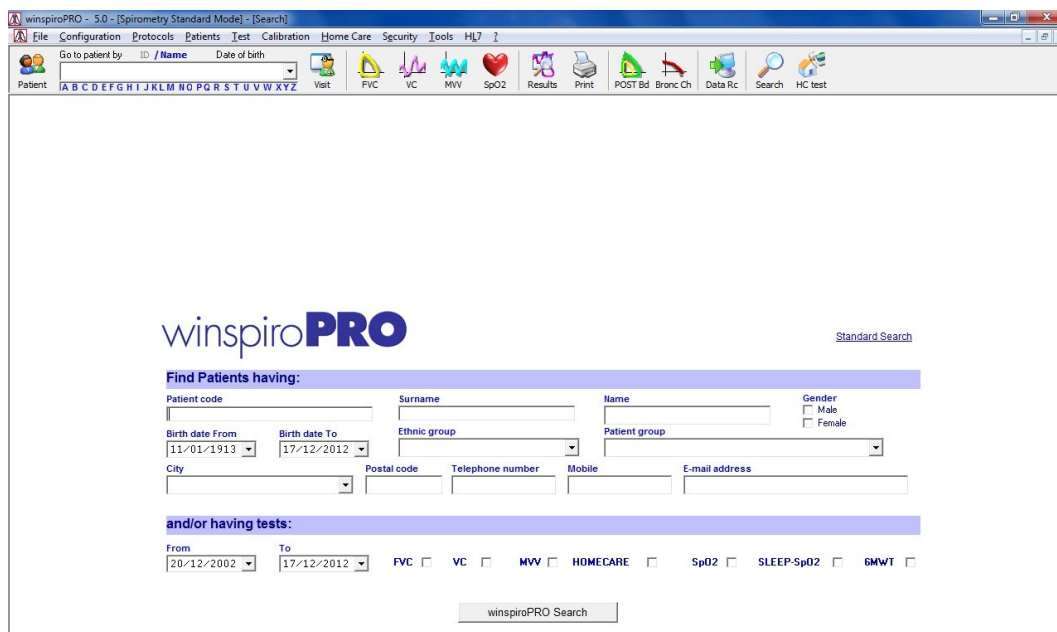 winspiroPRO - 5.0 - [Spirometry Standard Mode] - [Search]
File Configuration Protocols Patients Test Calibration Home Care Security Tools HL7 ?
Go to patient by ID / Name Date of birth
A B C D E F G H I J K L M N O P Q R S T U V W X Y Z
Patient Visit FVC VC MVV SpO2 Results Print POST Bd Bronc Ch Data Rc Search HC test
winspiroPRO
Standard Search
Find Patients having:
Patient code Surname Name Gender
Male
Female
Birth date From Birth date To Ethnic group Patient group
11/01/1913 17/12/2012
City Postal code Telephone number Mobile E-mail address
and/or having tests:
From To
20/12/2002 17/12/2012 FVC VC MVV HOMECARE SpO2 SLEEP-SpO2 6MWT
winspiroPRO Search